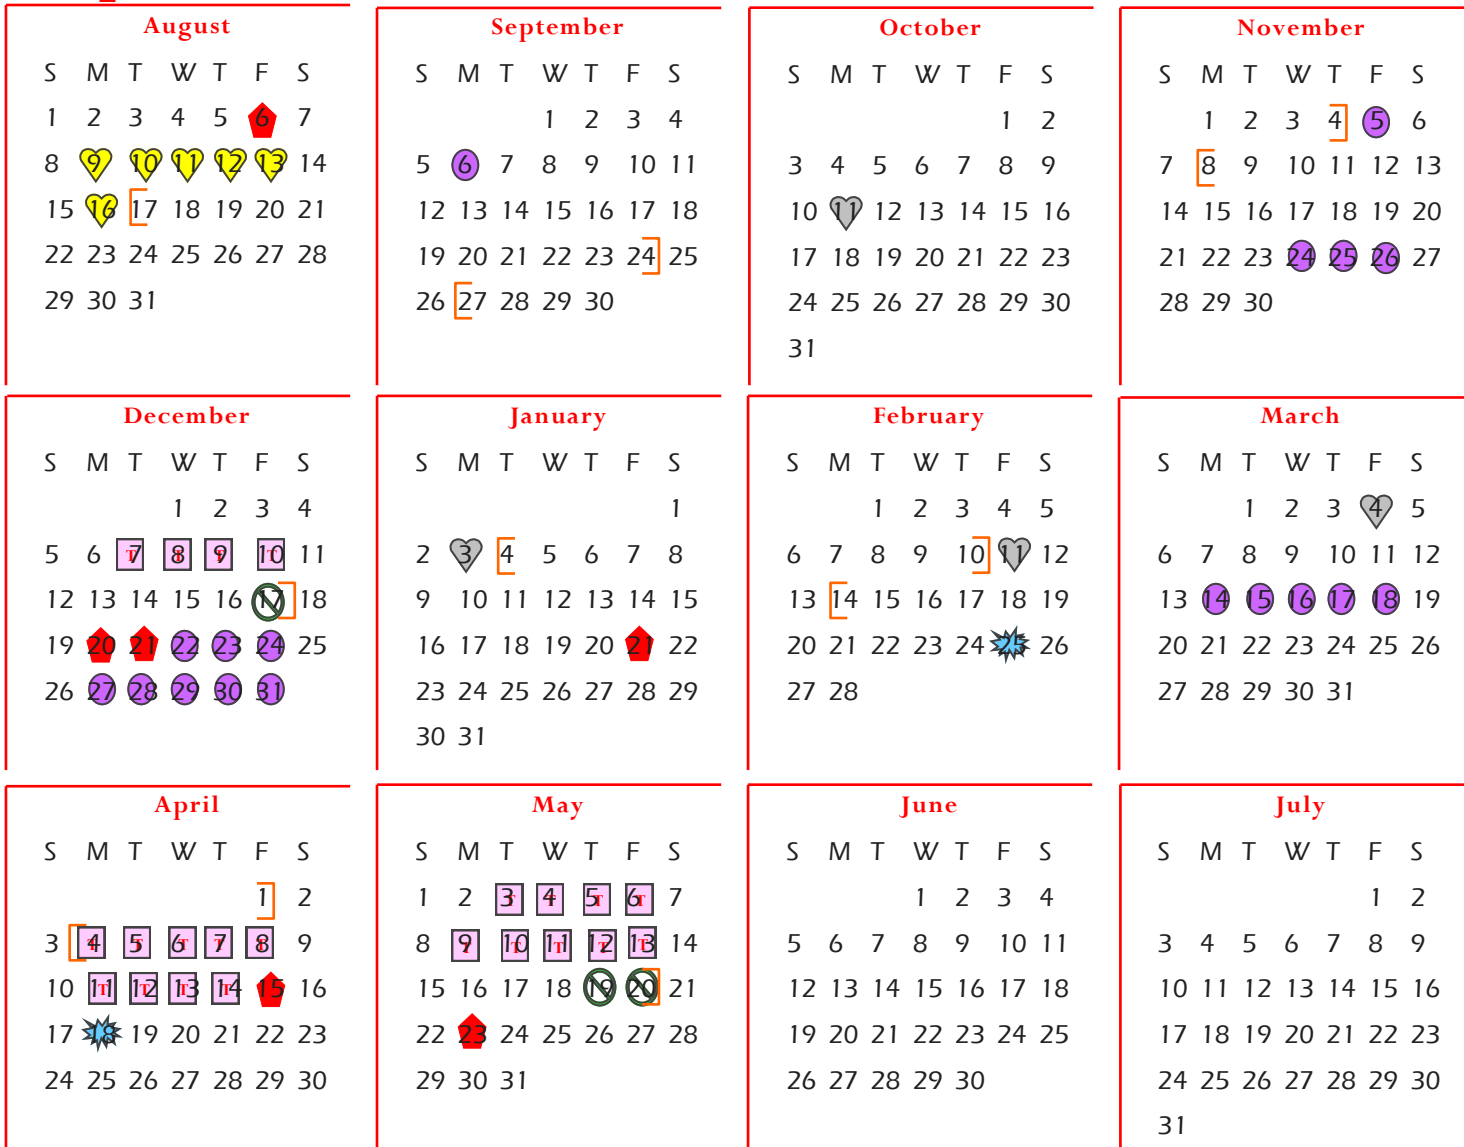 August
S M T W T F S
1 2 3 4 5 6 7
8 9 10 11 12 13 14
15 16 17 18 19 20 21
22 23 24 25 26 27 28
29 30 31
September
S M T W T F S
1 2 3 4
5 6 7 8 9 10 11
12 13 14 15 16 17 18
19 20 21 22 23 24 25
26 27 28 29 30
October
S M T W T F S
1 2
3 4 5 6 7 8 9
10 11 12 13 14 15 16
17 18 19 20 21 22 23
24 25 26 27 28 29 30
31
November
S M T W T F S
1 2 3 4 5 6
7 8 9 10 11 12 13
14 15 16 17 18 19 20
21 22 23 24 25 26 27
28 29 30
December
S M T W T F S
1 2 3 4
5 6 T 7 T 8 T 9 T 10 11
12 13 14 15 16 17 18
19 20 21 22 23 24 25
26 27 28 29 30 31
January
S M T W T F S
1
2 3 4 5 6 7 8
9 10 11 12 13 14 15
16 17 18 19 20 21 22
23 24 25 26 27 28 29
30 31
February
S M T W T F S
1 2 3 4 5
6 7 8 9 10 11 12
13 14 15 16 17 18 19
20 21 22 23 24 25 26
27 28
March
S M T W T F S
1 2 3 4 5
6 7 8 9 10 11 12
13 14 15 16 17 18 19
20 21 22 23 24 25 26
27 28 29 30 31
April
S M T W T F S
1 2
3 T 4 T 5 T 6 T 7 T 8 9
10 T 11 T 12 T 13 T 14 15 16
17 18 19 20 21 22 23
24 25 26 27 28 29 30
May
S M T W T F S
1 2 T 3 T 4 T 5 T 6 7
8 T 9 T 10 T 11 T 12 T 13 14
15 16 17 18 19 20 21
22 23 24 25 26 27 28
29 30 31
June
S M T W T F S
1 2 3 4
5 6 7 8 9 10 11
12 13 14 15 16 17 18
19 20 21 22 23 24 25
26 27 28 29 30
July
S M T W T F S
1 2
3 4 5 6 7 8 9
10 11 12 13 14 15 16
17 18 19 20 21 22 23
24 25 26 27 28 29 30
31